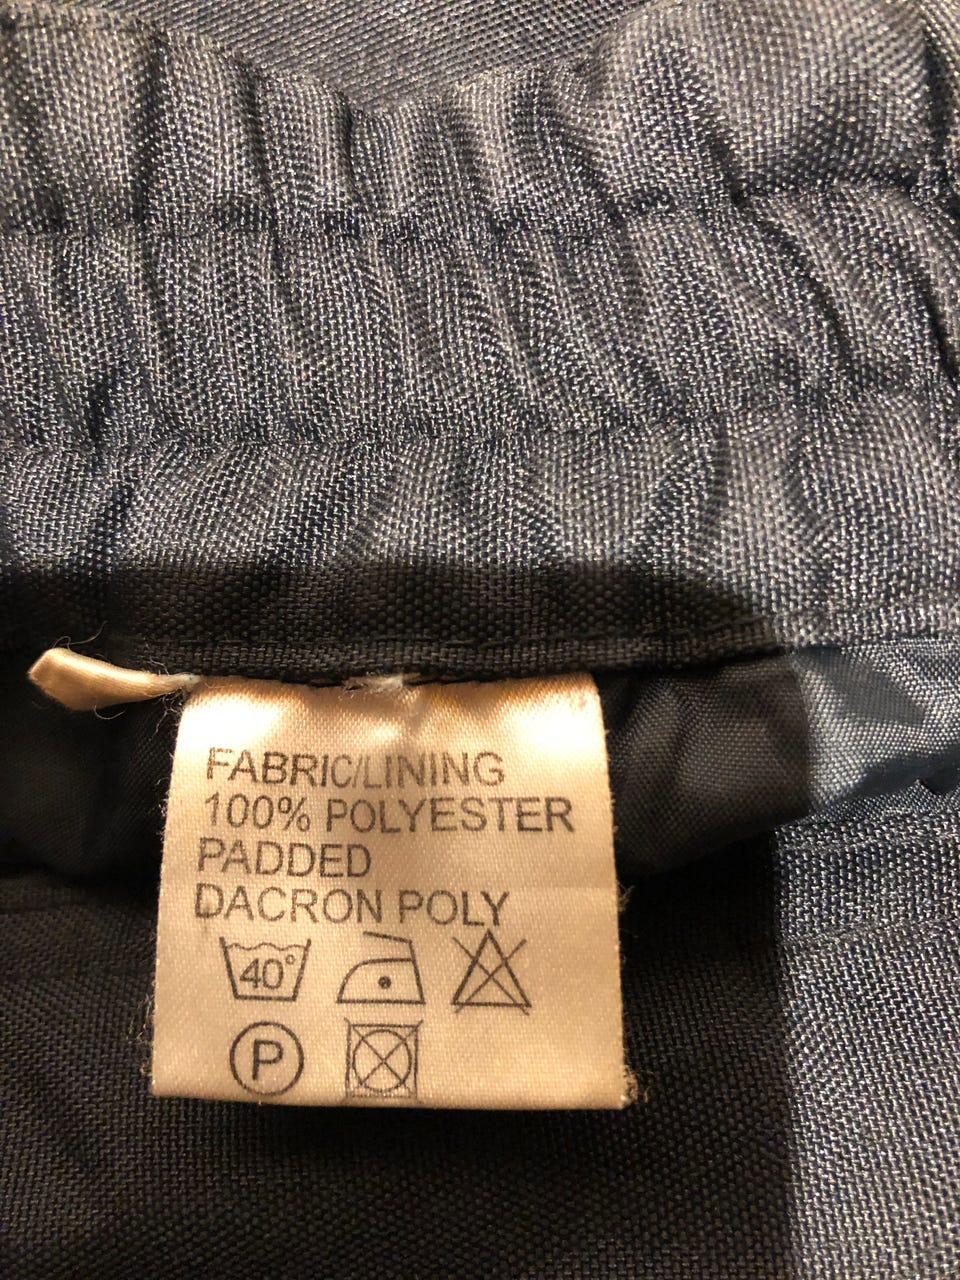 FABRIC/LINING
100% POLYESTER
PADDED
DACRON POLY
40°
P